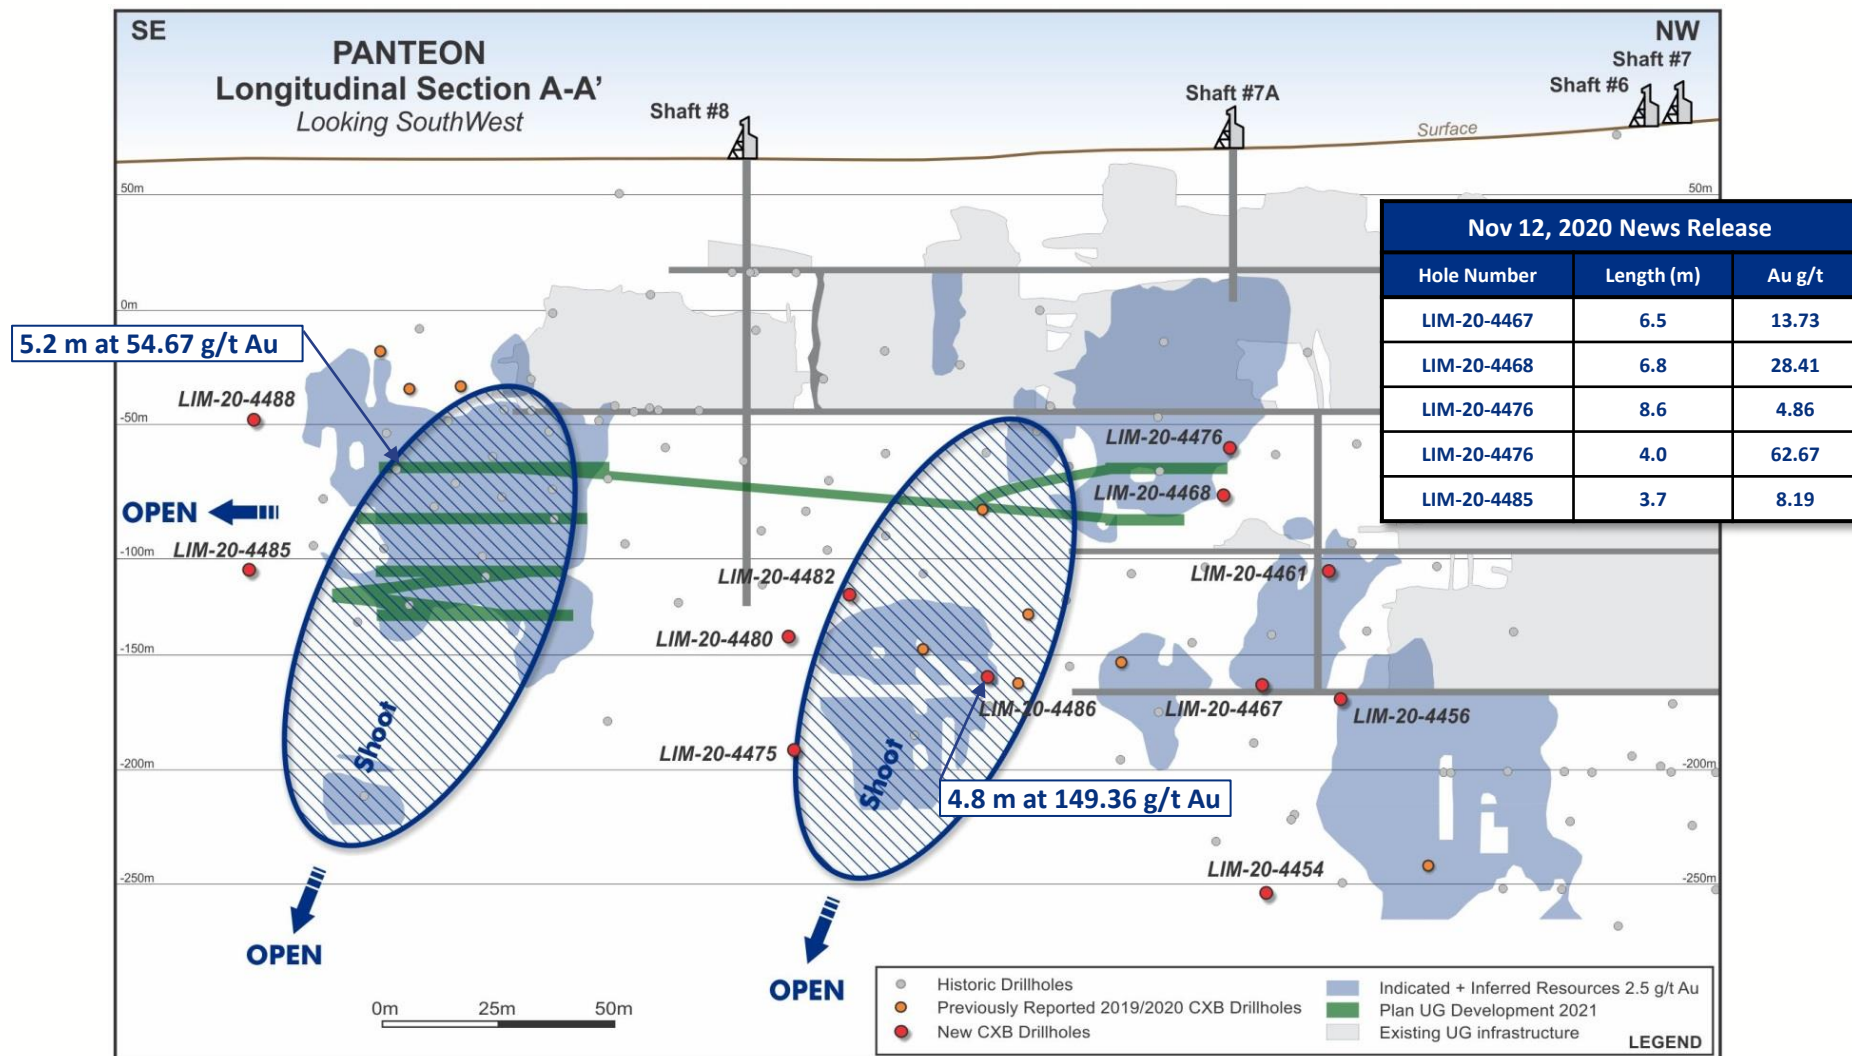 SE
NW
PANTEON
Longitudinal Section A-A’
Looking SouthWest
Shaft #8
Shaft #7A
Shaft #7
Shaft #6
Surface
50m
50m
Nov 12, 2020 News Release
Hole Number Length (m) Au g/t
LIM-20-4467 6.5 13.73
LIM-20-4468 6.8 28.41
LIM-20-4476 8.6 4.86
LIM-20-4476 4.0 62.67
LIM-20-4485 3.7 8.19
0m
5.2 m at 54.67 g/t Au
LIM-20-4488
-50m
LIM-20-4476
LIM-20-4468
OPEN
LIM-20-4485
-100m
LIM-20-4482
LIM-20-4461
LIM-20-4480
-150m
LIM-20-4486
LIM-20-4467
LIM-20-4456
Shoot
LIM-20-4475
Shoot
-200m
-200m
4.8 m at 149.36 g/t Au
LIM-20-4454
-250m
-250m
OPEN
OPEN
0m 25m 50m
Historic Drillholes
Previously Reported 2019/2020 CXB Drillholes
New CXB Drillholes
Indicated + Inferred Resources 2.5 g/t Au
Plan UG Development 2021
Existing UG infrastructure
LEGEND